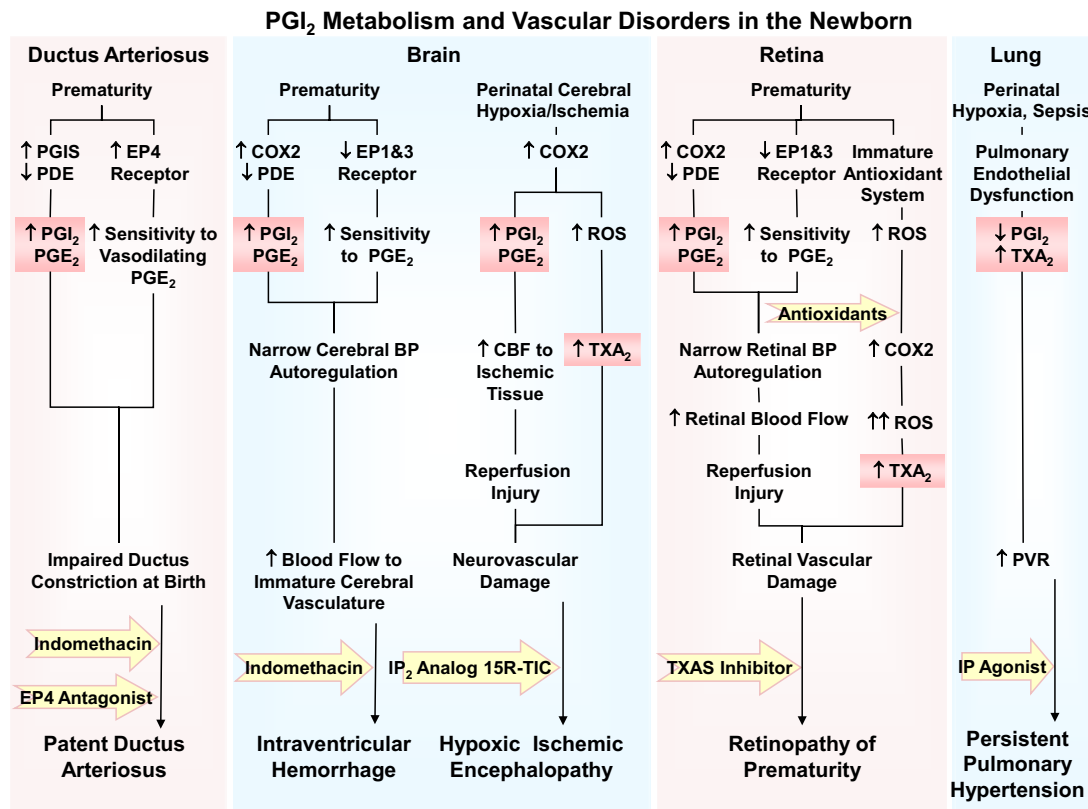 PGI₂ Metabolism and Vascular Disorders in the Newborn
Ductus Arteriosus
Prematurity
↑ PGIS
↓ PDE
↑ EP4
Receptor
↑ PGI₂
PGE₂
↑ Sensitivity to
Vasodilating
PGE₂
Impaired Ductus
Constriction at Birth
Indomethacin
EP4 Antagonist
Patent Ductus
Arteriosus
Brain
Prematurity
↑ COX2
↓ PDE
↓ EP1&3
Receptor
↑ PGI₂
PGE₂
↑ Sensitivity
to PGE₂
Narrow Cerebral BP
Autoregulation
↑ Blood Flow to
Immature Cerebral
Vasculature
Indomethacin
Intraventricular
Hemorrhage
Perinatal Cerebral
Hypoxia/Ischemia
↑ COX2
↑ PGI₂
PGE₂
↑ ROS
↑ CBF to
Ischemic
Tissue
↑ TXA₂
Reperfusion
Injury
Neurovascular
Damage
IP₂ Analog 15R-TIC
Hypoxic Ischemic
Encephalopathy
Retina
Prematurity
↑ COX2
↓ PDE
↓ EP1&3
Receptor
Immature
Antioxidant
System
↑ PGI₂
PGE₂
↑ Sensitivity
to PGE₂
↑ ROS
Antioxidants
Narrow Retinal BP
Autoregulation
↑ COX2
↑ Retinal Blood Flow
↑↑ ROS
Reperfusion
Injury
↑ TXA₂
Retinal Vascular
Damage
TXAS Inhibitor
Retinopathy of
Prematurity
Lung
Perinatal
Hypoxia, Sepsis
Pulmonary
Endothelial
Dysfunction
↓ PGI₂
↑ TXA₂
↑ PVR
IP Agonist
Persistent
Pulmonary
Hypertension